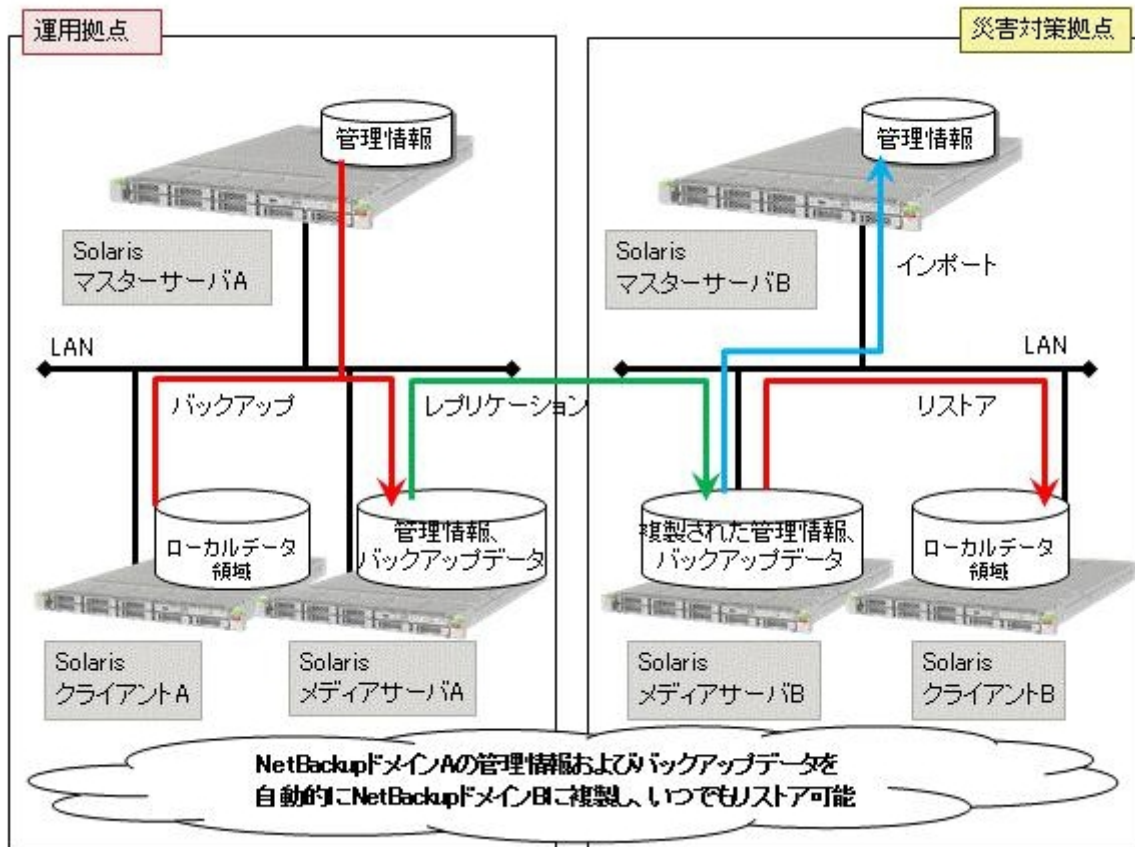 運用拠点
災害対策拠点
管理情報
管理情報
Solaris
マスターサーバA
Solaris
マスターサーバB
インポート
LAN
LAN
バックアップ
レプリケーション
リストア
ローカルデータ
領域
管理情報、
バックアップデータ
複製された管理情報、
バックアップデータ
ローカルデータ
領域
Solaris
クライアントA
Solaris
メディアサーバA
Solaris
メディアサーバB
Solaris
クライアントB
NetBackupドメインAの管理情報およびバックアップデータを
自動的にNetBackupドメインBに複製し、いつでもリストア可能